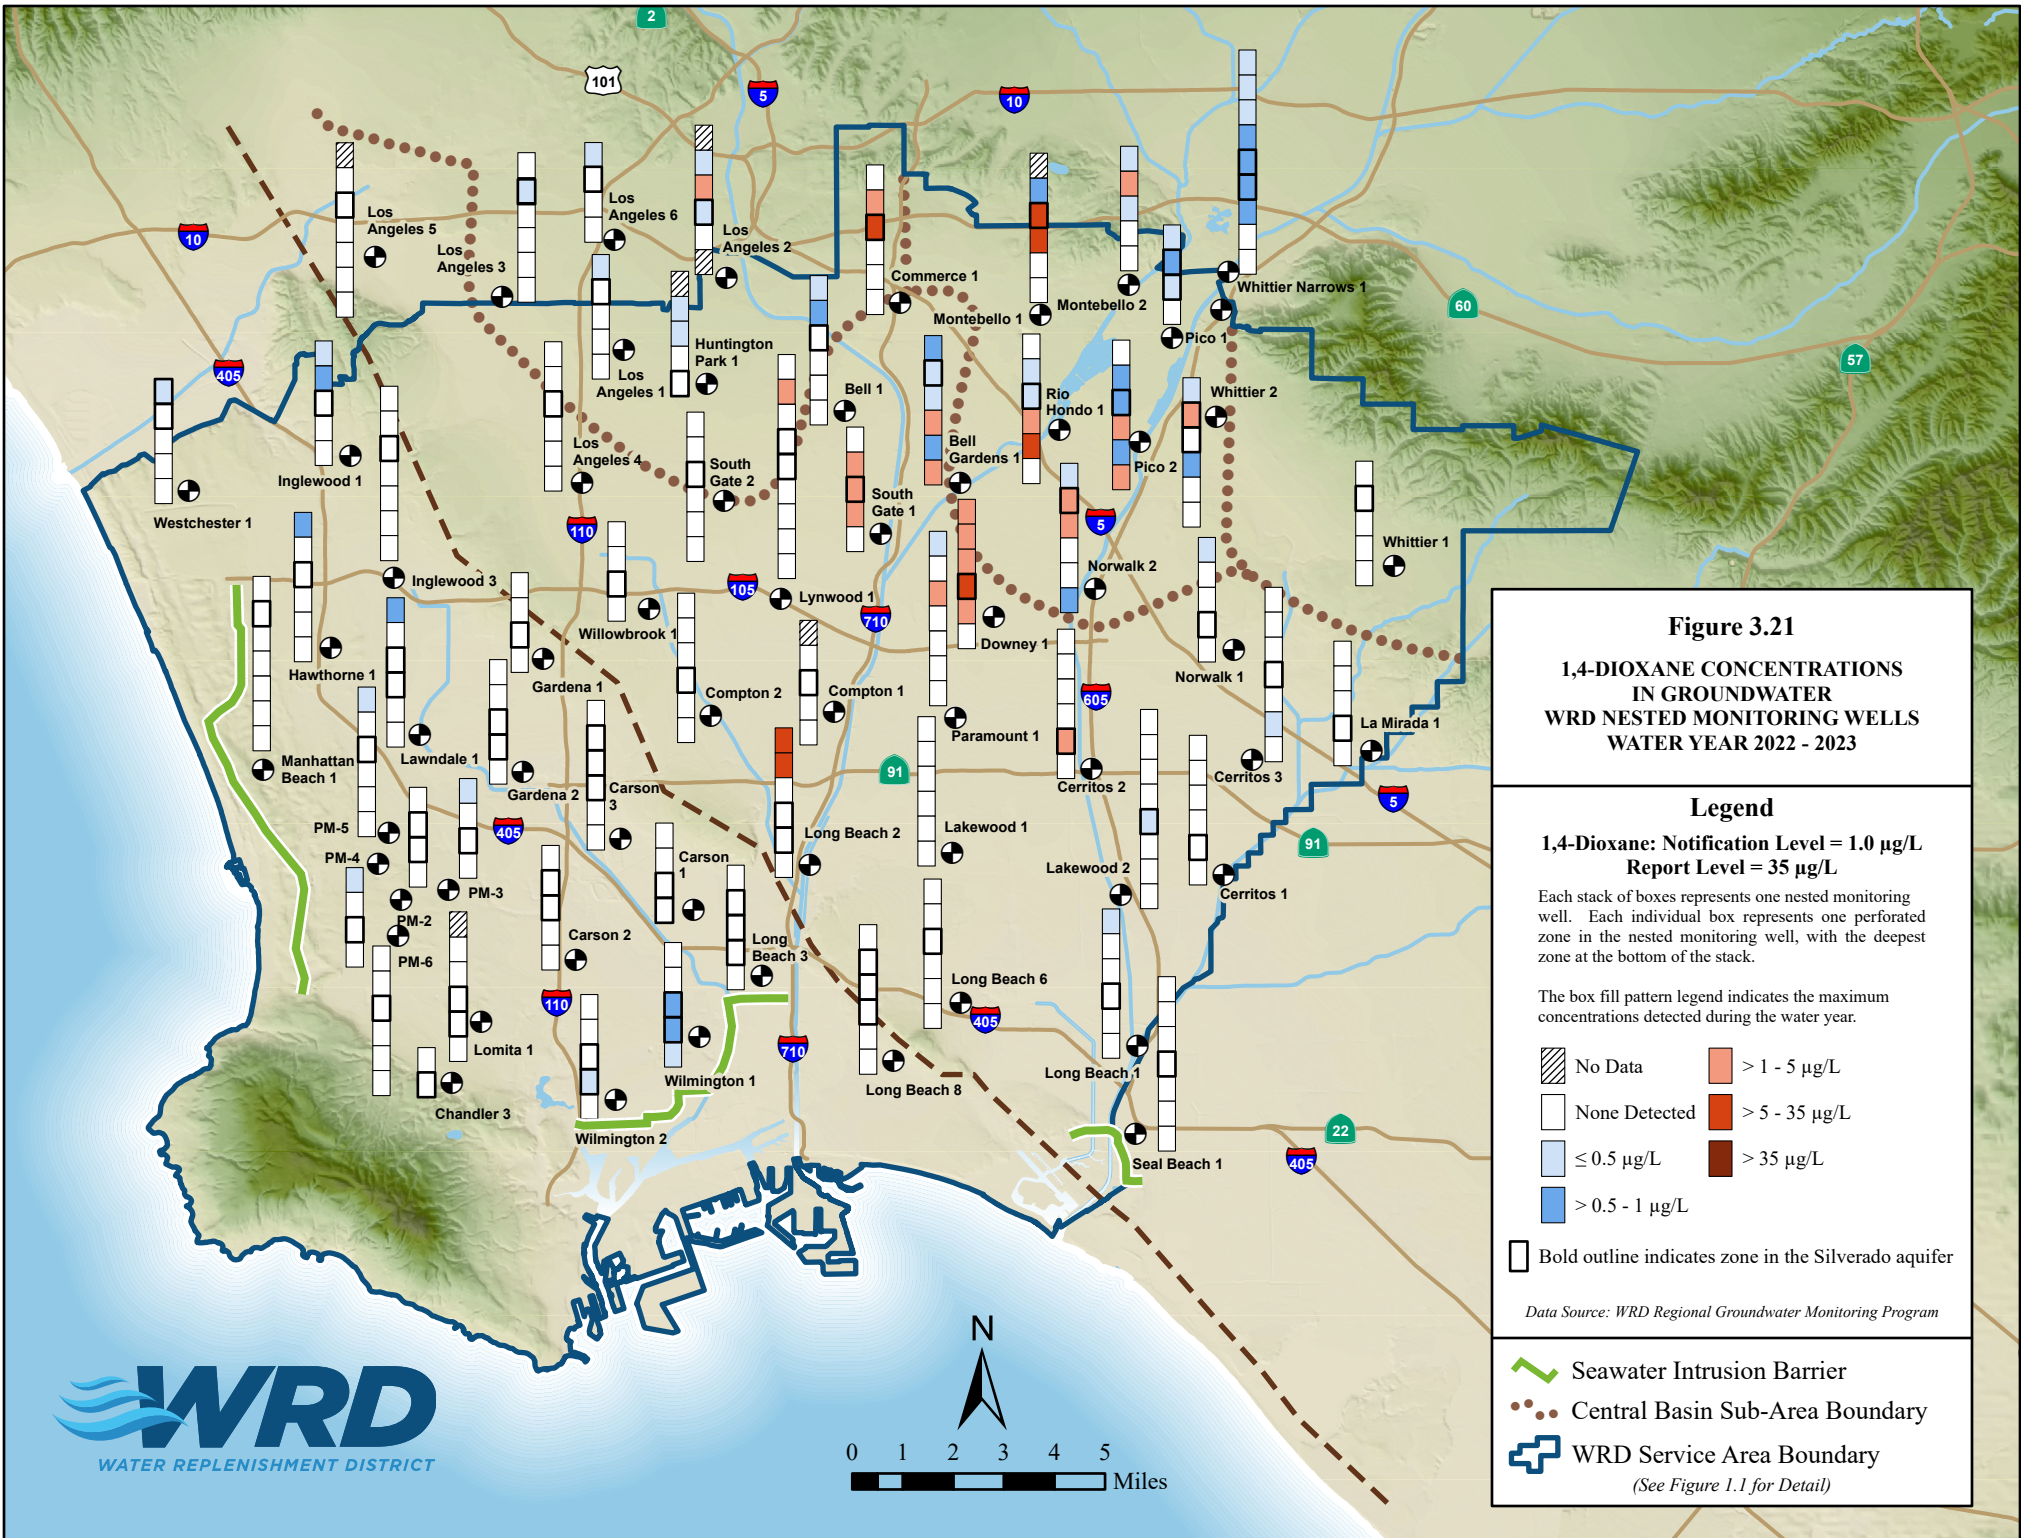 2
101
5
10
Los
Angeles 5
Los
Angeles 6
Los
Angeles 2
10
Los
Angeles 3
Commerce 1
Whittier Narrows 1
Montebello 2
Montebello 1
60
Pico 1
Huntington
Park 1
57
405
Los
Angeles 1
Bell 1
Rio
Hondo 1
Whittier 2
Los
Angeles 4
South
Gate 2
Bell
Gardens 1
Pico 2
Inglewood 1
South
Gate 1
Westchester 1
110
5
Whittier 1
Inglewood 3
105
Lynwood 1
Norwalk 2
710
Willowbrook 1
Downey 1
Hawthorne 1
Gardena 1
Compton 2
Compton 1
Norwalk 1
605
Paramount 1
La Mirada 1
Manhattan
Beach 1
Lawndale 1
91
Cerritos 3
Gardena 2
Carson
3
Cerritos 2
5
PM-5
405
Long Beach 2
Lakewood 1
91
PM-4
Carson
1
Lakewood 2
Cerritos 1
PM-3
PM-2
Carson 2
Long
Beach 3
PM-6
Long Beach 6
110
405
Lomita 1
710
Wilmington 1
Long Beach 8
Long Beach 1
Chandler 3
22
Wilmington 2
Seal Beach 1
405
Figure 3.21
1,4-DIOXANE CONCENTRATIONS
IN GROUNDWATER
WRD NESTED MONITORING WELLS
WATER YEAR 2022 - 2023
Legend
1,4-Dioxane: Notification Level = 1.0 µg/L
Report Level = 35 µg/L
Each stack of boxes represents one nested monitoring
well. Each individual box represents one perforated
zone in the nested monitoring well, with the deepest
zone at the bottom of the stack.
The box fill pattern legend indicates the maximum
concentrations detected during the water year.
No Data
> 1 - 5 µg/L
None Detected
> 5 - 35 µg/L
≤ 0.5 µg/L
> 35 µg/L
> 0.5 - 1 µg/L
Bold outline indicates zone in the Silverado aquifer
Data Source: WRD Regional Groundwater Monitoring Program
Seawater Intrusion Barrier
Central Basin Sub-Area Boundary
WRD Service Area Boundary
(See Figure 1.1 for Detail)
N
0 1 2 3 4 5
Miles
WRD
WATER REPLENISHMENT DISTRICT